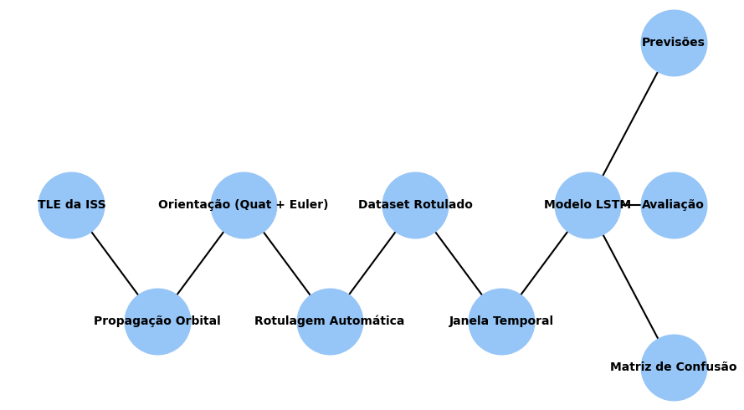 Previsões
TLE da ISS
Orientação (Quat + Euler)
Dataset Rotulado
Modelo LSTM
Avaliação
Propagação Orbital
Rotulagem Automática
Janela Temporal
Matriz de Confusão